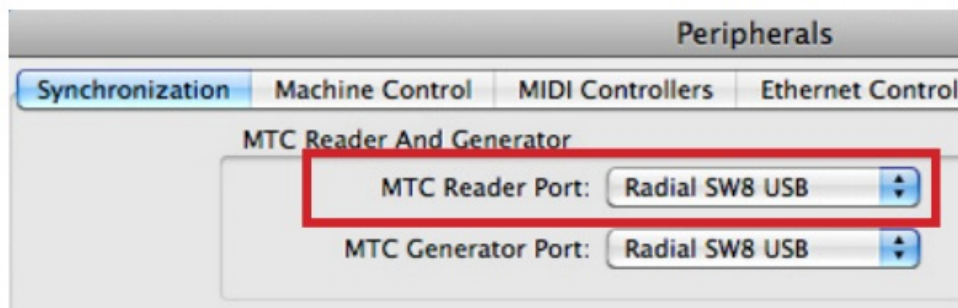 Peripherals
Synchronization Machine Control MIDI Controllers Ethernet Control
MTC Reader And Generator
MTC Reader Port: Radial SW8 USB
MTC Generator Port: Radial SW8 USB